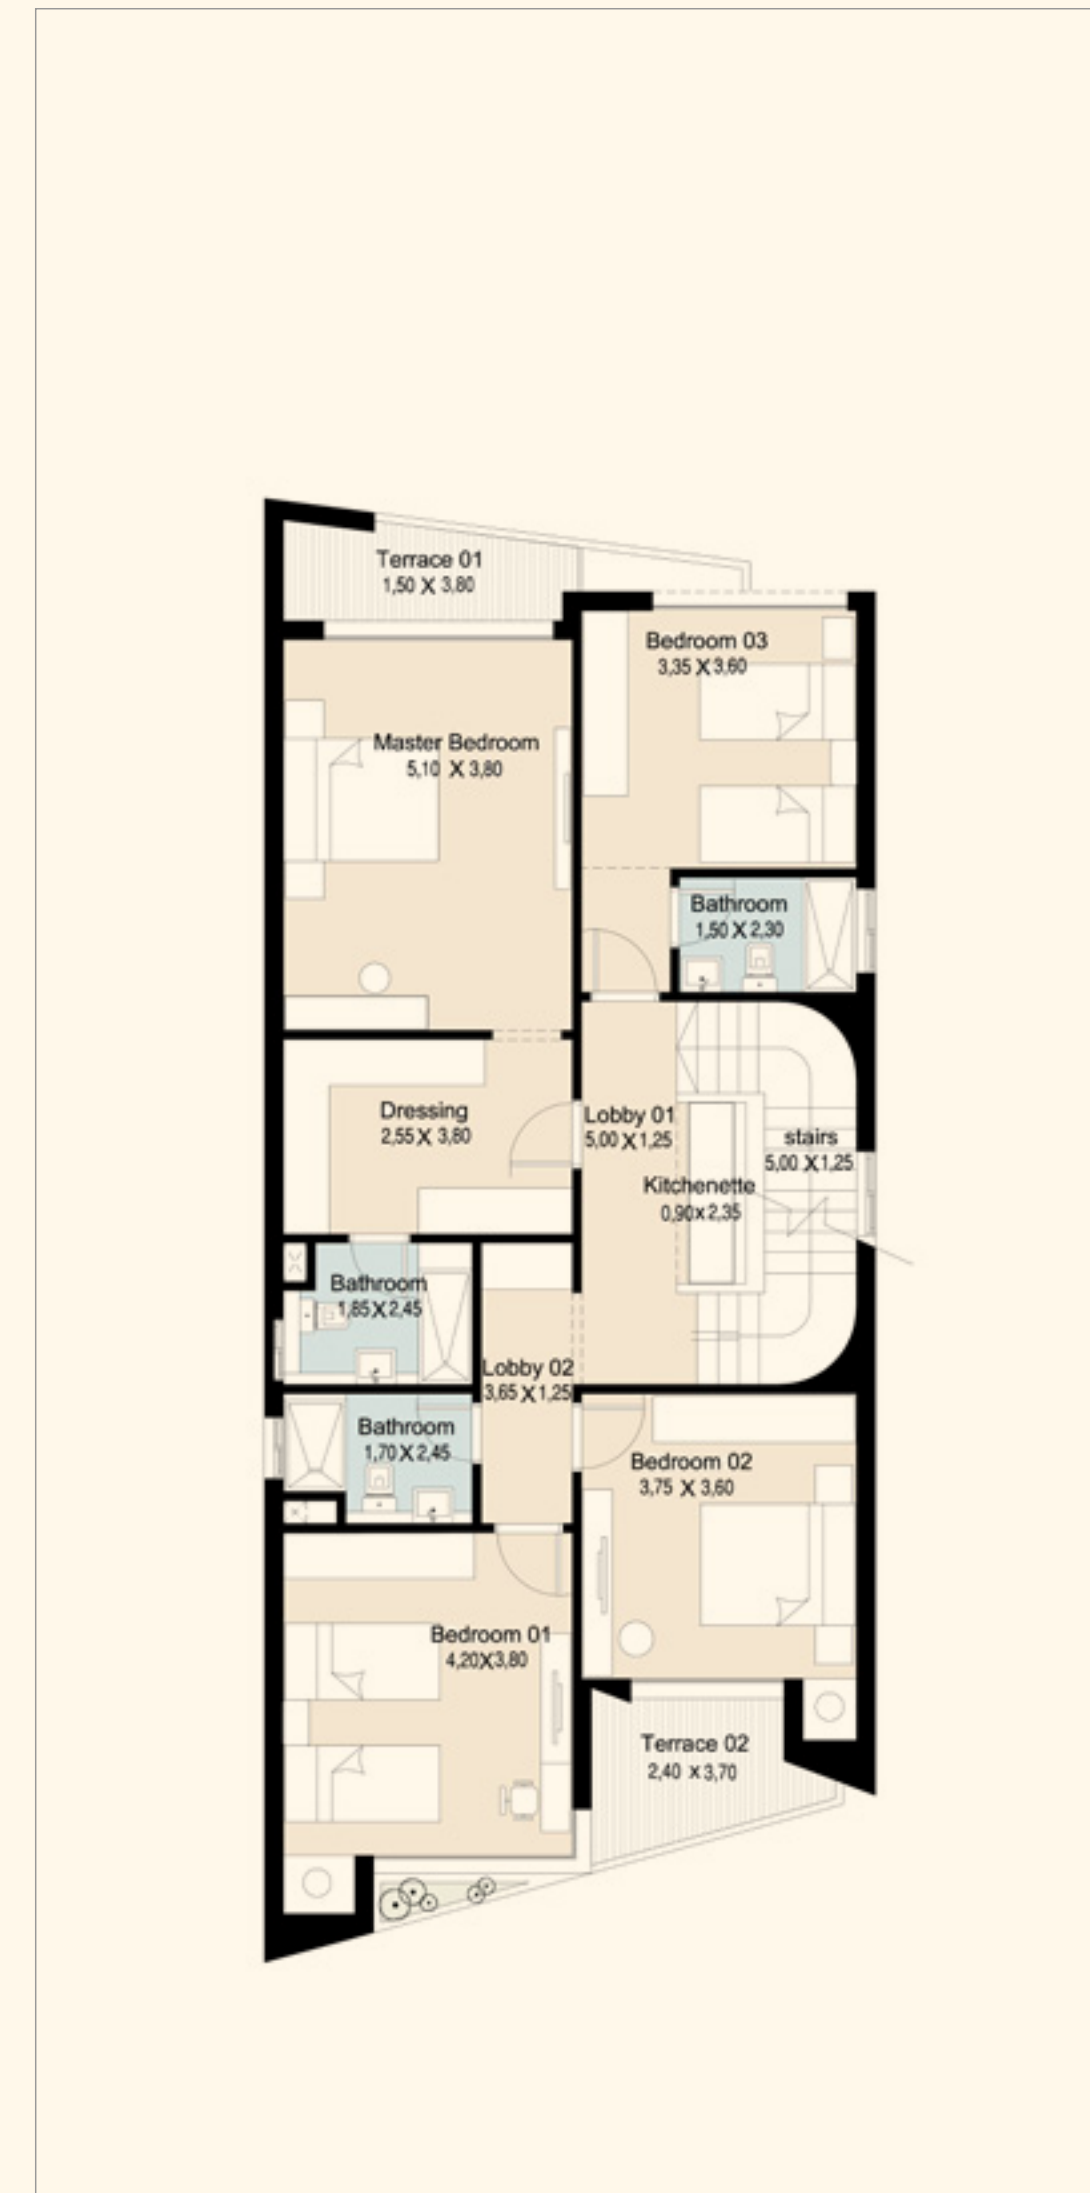 Terrace 01
1,50 X 3,80
Bedroom 03
3,35 X 3,60
Master Bedroom
5,10 X 3,80
Bathroom
1,50 X 2,30
Dressing
2,55 X 3,80
Lobby 01
5,00 X 1,25
stairs
5,00 X 1,25
Kitchenette
0,90x2,35
Bathroom
1,85 X 2,45
Lobby 02
3,65 X 1,25
Bathroom
1,70 X 2,45
Bedroom 02
3,75 X 3,60
Bedroom 01
4,20X3,80
Terrace 02
2,40 x 3,70